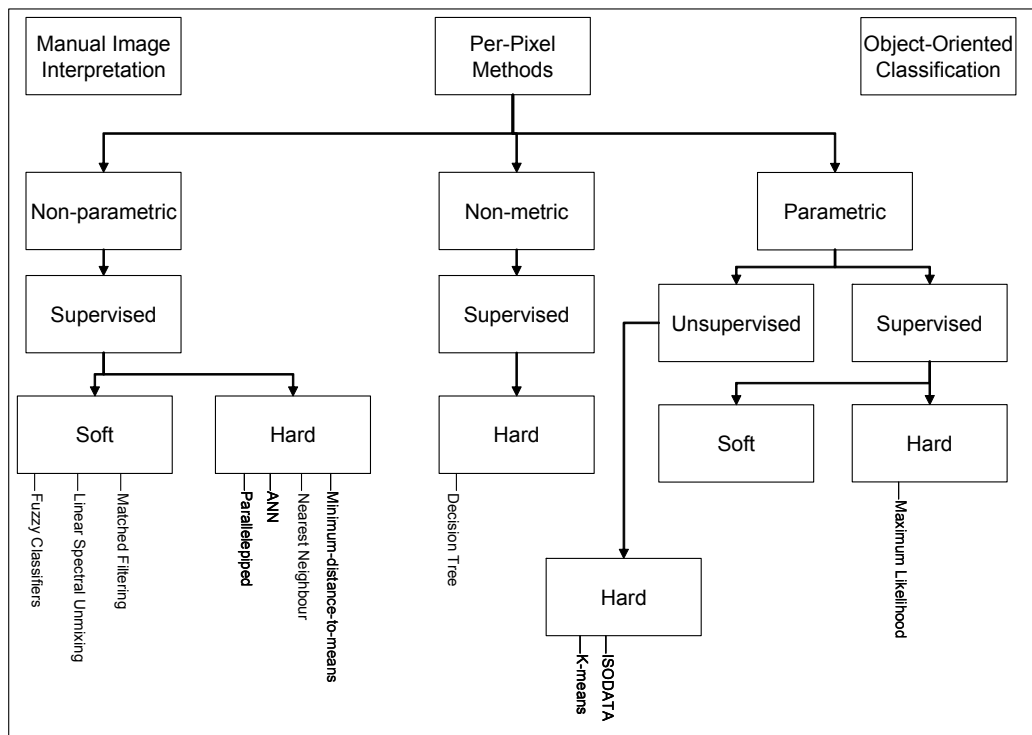 Manual Image
Interpretation
Per-Pixel
Methods
Object-Oriented
Classification
Non-parametric
Non-metric
Parametric
Supervised
Supervised
Unsupervised
Supervised
Soft
Hard
Hard
Soft
Hard
Fuzzy Classifiers
Linear Spectral Unmixing
Matched Filtering
Parallelepiped
ANN
Nearest Neighbour
Minimum-distance-to-means
Decision Tree
Maximum Likelihood
Hard
K-means
ISODATA